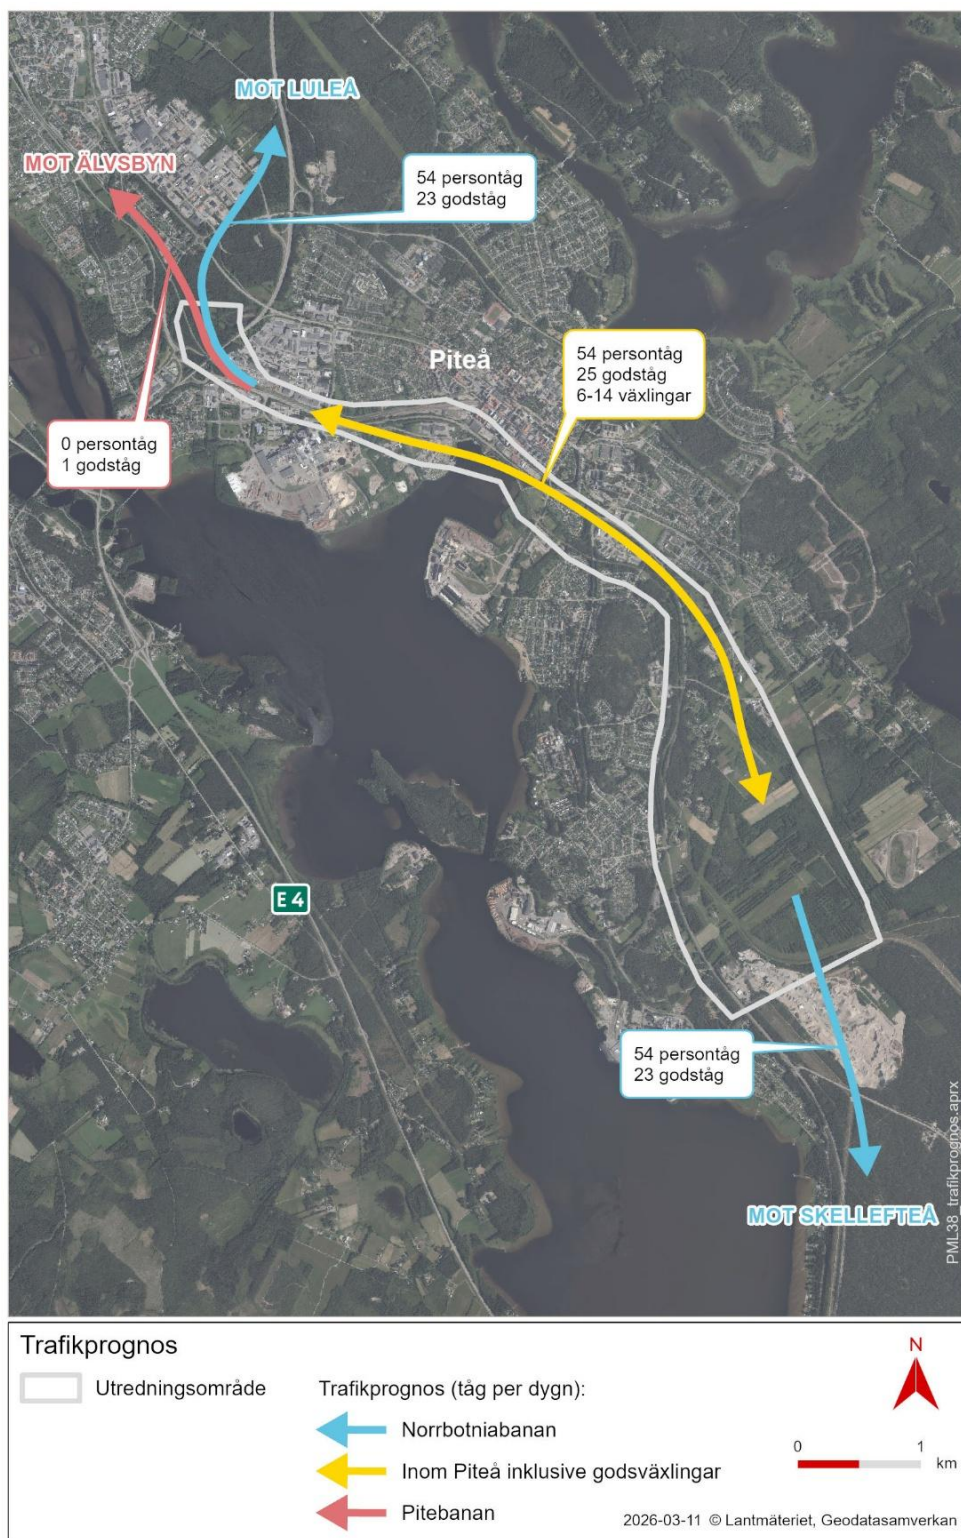 MOT LULEÅ
MOT ÄLVSBYN
54 persontåg
23 godståg
Piteå
54 persontåg
25 godståg
6-14 växlingar
0 persontåg
1 godståg
E4
54 persontåg
23 godståg
MOT SKELLEFTEÅ
PML38_trafikprognos.aprx
Trafikprognos
Utredningsområde
Trafikprognos (tåg per dygn):
Norrbotniabanan
Inom Piteå inklusive godsväxlingar
Pitebanan
N
0 1
km
2026-03-11 © Lantmäteriet, Geodatasamverkan